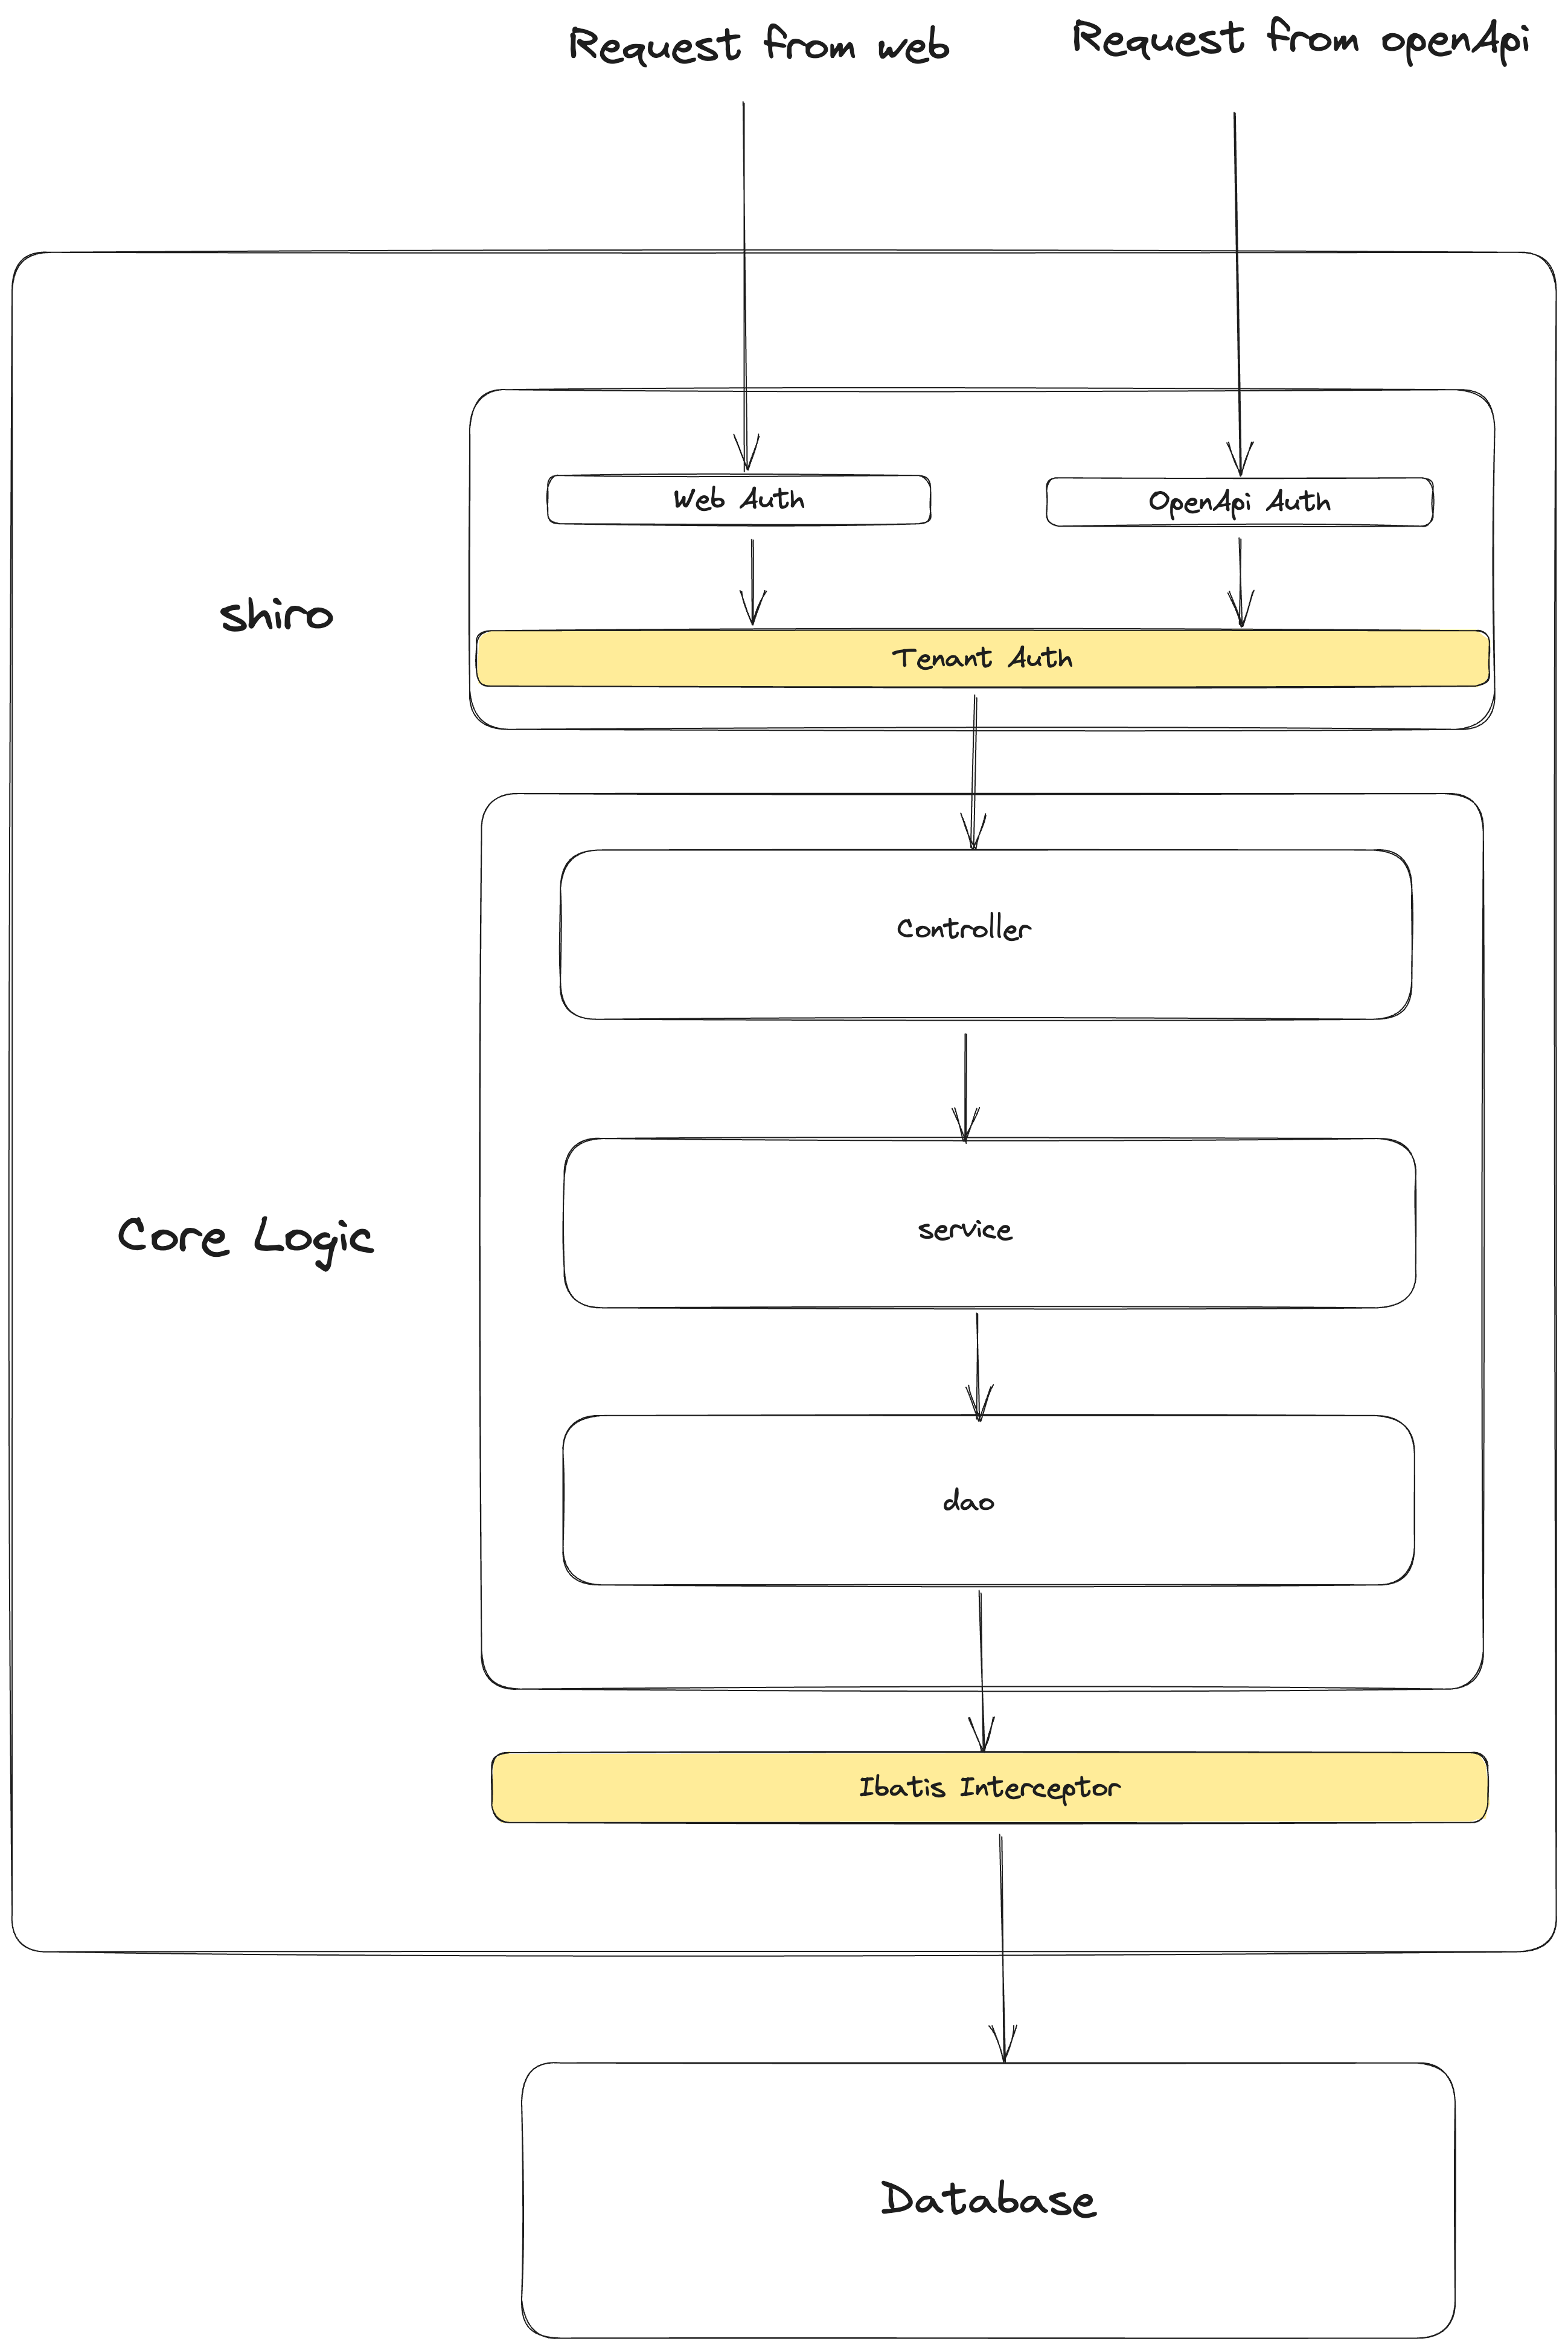 Request from web
Request from openApi
Web Auth
OpenApi Auth
shiro
Tenant Auth
Controller
service
Core Logic
dao
Ibatis Interceptor
Database